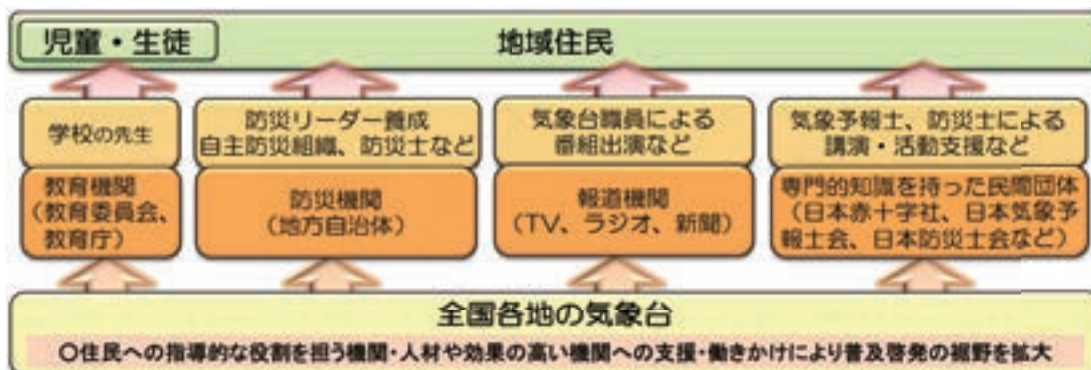 児童・生徒
地域住民
学校の先生
防災リーダー養成
自主防災組織、防災士など
気象台職員による
番組出演など
気象予報士、防災士による
講演・活動支援など
教育機関
(教育委員会、
教育庁)
防災機関
(地方自治体)
報道機関
(TV、ラジオ、新聞)
専門的知識を持った民間団体
(日本赤十字社、日本気象予
報士会、日本防災士会など)
全国各地の気象台
○住民への指導的な役割を担う機関・人材や効果の高い機関への支援・働きかけにより普及啓発の裾野を拡大